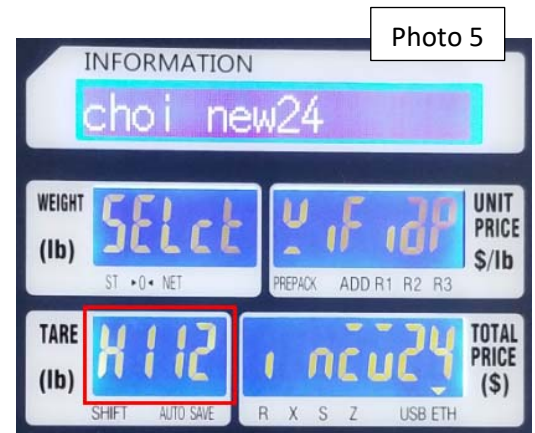 Photo 5
INFORMATION
choi new24
WEIGHT
(lb)
SELct
ST ▸0◂ NET
UNIT
PRICE
$/lb
PREPACK ADD R1 R2 R3
TARE
(lb)
H112
SHIFT AUTO SAVE
TOTAL
PRICE
($)
R X S Z USB ETH